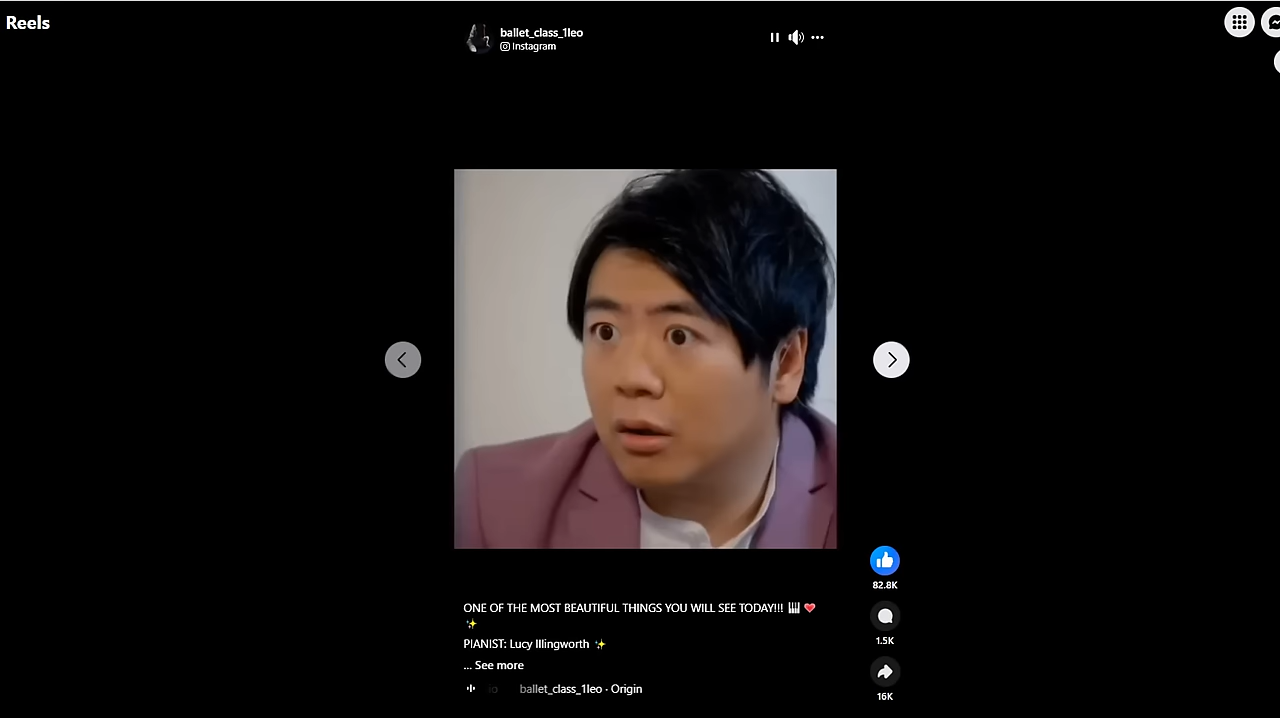 Reels
ballet_class_1leo
Instagram
ONE OF THE MOST BEAUTIFUL THINGS YOU WILL SEE TODAY!!! 🎹 ❤️
✨
PIANIST: Lucy Illingworth ✨
... See more
io ballet_class_1leo · Origin
82.8K
1.5K
16K